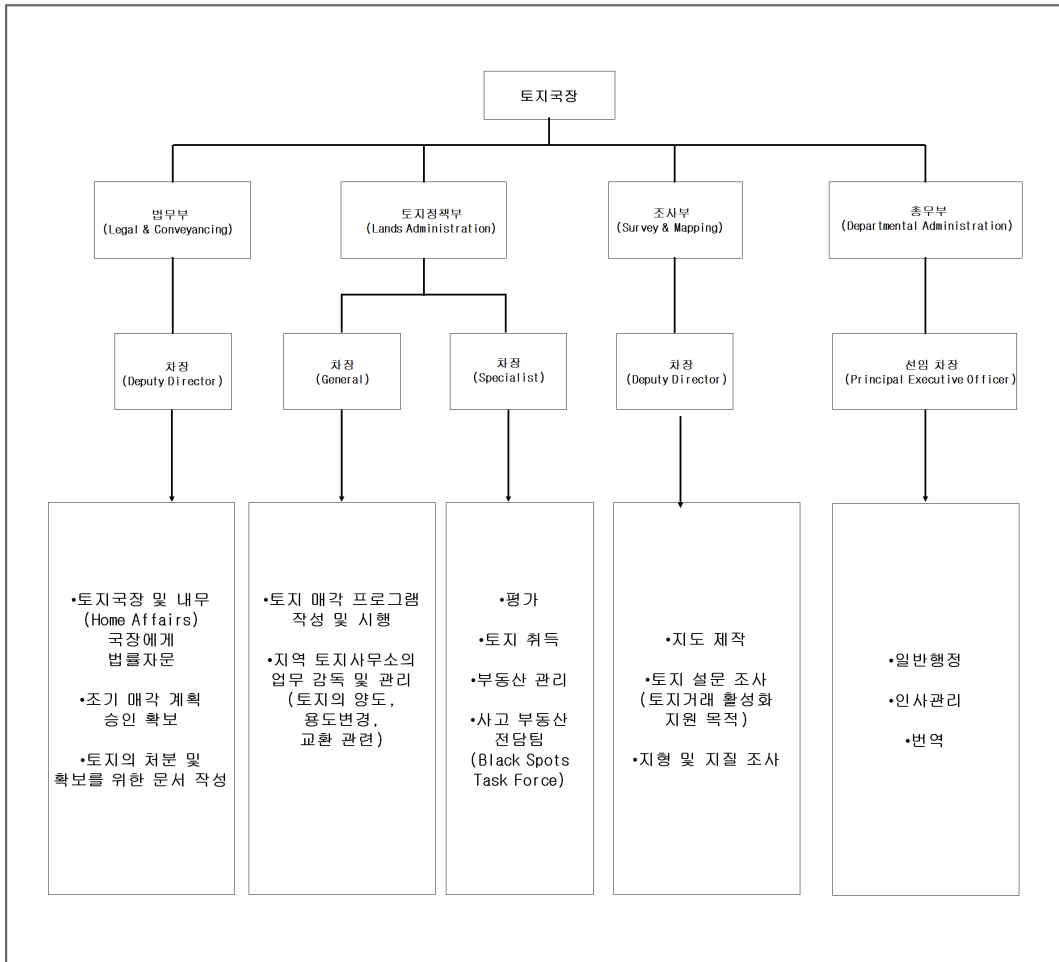 토지국장
법무부
(Legal & Conveyancing)
토지정책부
(Lands Administration)
조사부
(Survey & Mapping)
총무부
(Departmental Administration)
차장
(Deputy Director)
차장
(General)
차장
(Specialist)
차장
(Deputy Director)
선임 차장
(Principal Executive Officer)
•토지국장 및 내무
(Home Affairs)
국장에게
법률자문
•조기 매각 계획
승인 확보
•토지의 처분 및
확보를 위한 문서 작성
•토지 매각 프로그램
작성 및 시행
•지역 토지사무소의
업무 감독 및 관리
(토지의 양도,
용도변경,
교환 관련)
•평가
•토지 취득
•부동산 관리
•사고 부동산
전담팀
(Black Spots
Task Force)
•지도 제작
•토지 설문 조사
(토지거래 활성화
지원 목적)
•지형 및 지질 조사
•일반행정
•인사관리
•번역